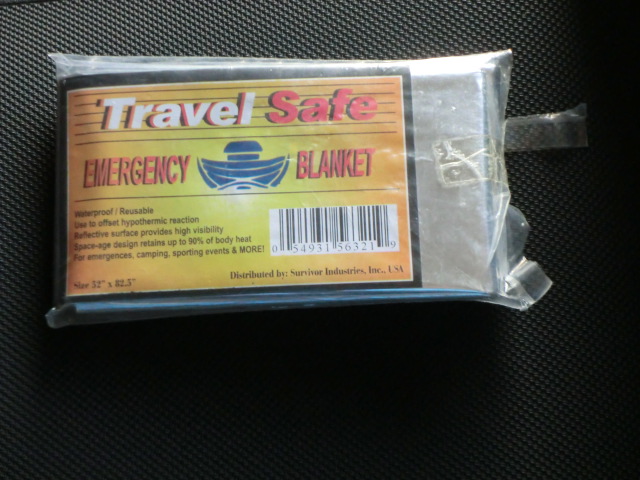 Travel Safe
EMERGENCY BLANKET
Waterproof / Reusable
Use to offset hypothermic reaction
Reflective surface provides high visibility
Space-age design retains up to 90% of body heat
For emergences, camping, sporting events & MORE!
0 54931 56321 9
Distributed by: Survivor Industries, Inc., USA
Size 52" x 82.5"